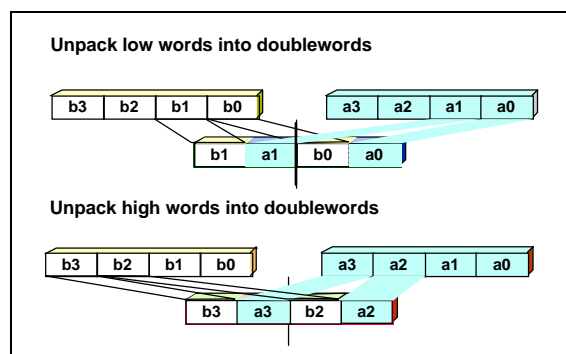 Unpack low words into doublewords
b3 b2 b1 b0 a3 a2 a1 a0
b1 a1 b0 a0
Unpack high words into doublewords
b3 b2 b1 b0 a3 a2 a1 a0
b3 a3 b2 a2